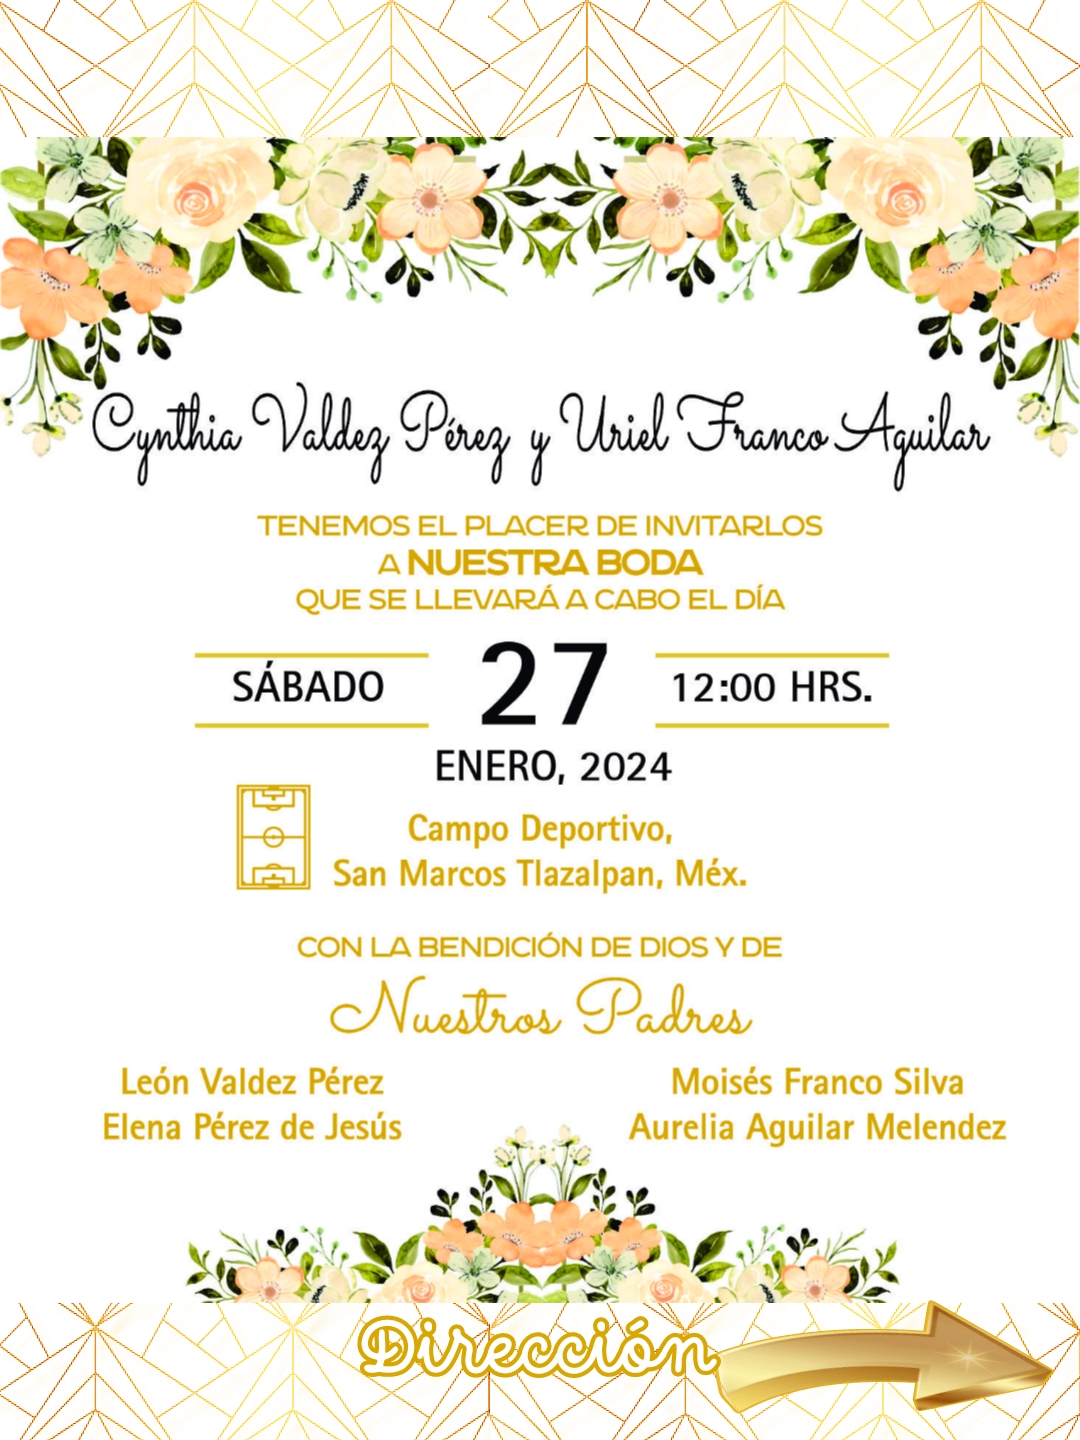 Cynthia Valdez Pérez y Uriel Franco Aguilar
TENEMOS EL PLACER DE INVITARLOS
A NUESTRA BODA
QUE SE LLEVARÁ A CABO EL DÍA
SÁBADO 27 12:00 HRS.
ENERO, 2024
Campo Deportivo,
San Marcos Tlazalpan, Méx.
CON LA BENDICIÓN DE DIOS Y DE
Nuestros Padres
León Valdez Pérez
Elena Pérez de Jesús
Moisés Franco Silva
Aurelia Aguilar Melendez
Dirección